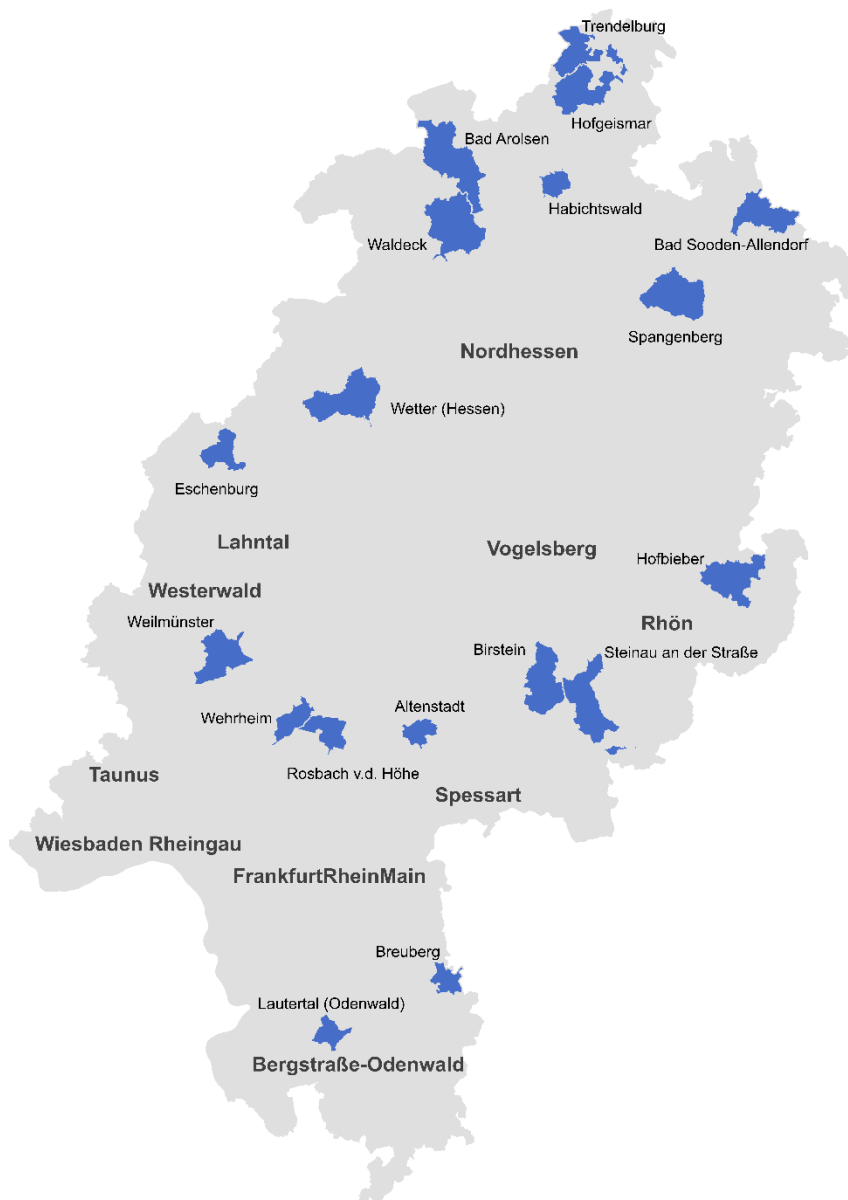 Trendelburg
Hofgeismar
Bad Arolsen
Habichtswald
Waldeck
Bad Sooden-Allendorf
Spangenberg
Nordhessen
Wetter (Hessen)
Eschenburg
Lahntal
Vogelsberg
Hofbieber
Westerwald
Weilmünster
Rhön
Birstein
Steinau an der Straße
Altenstadt
Wehrheim
Rosbach v.d. Höhe
Taunus
Spessart
Wiesbaden Rheingau
FrankfurtRheinMain
Breuberg
Lautertal (Odenwald)
Bergstraße-Odenwald